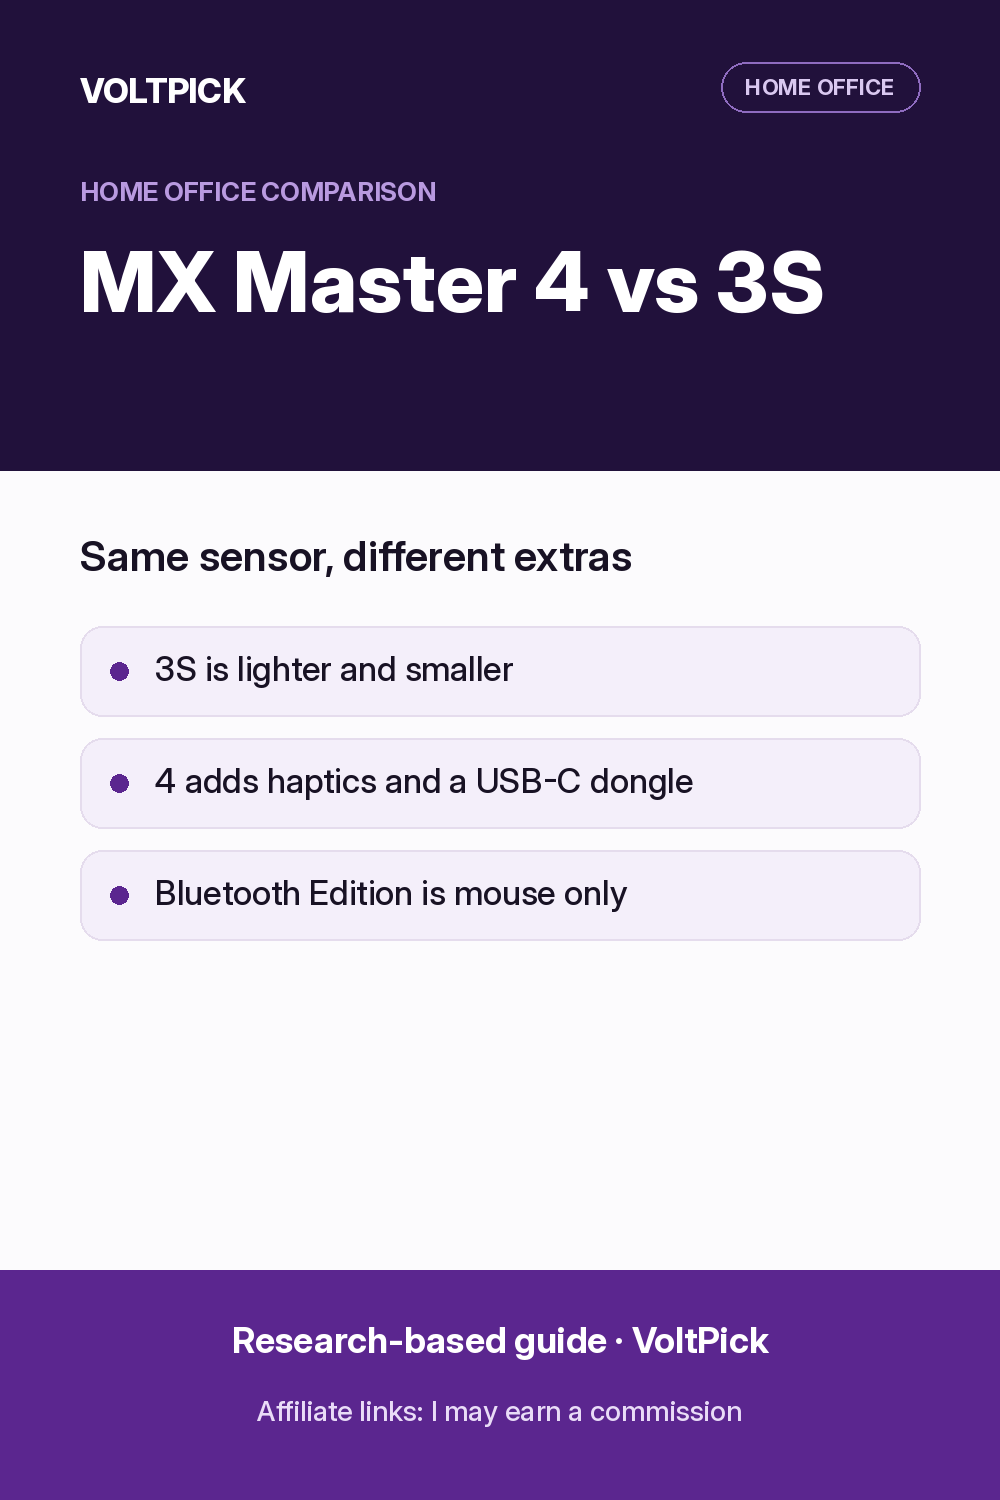 VOLTPICK
HOME OFFICE
HOME OFFICE COMPARISON
MX Master 4 vs 3S
Same sensor, different extras
3S is lighter and smaller
4 adds haptics and a USB-C dongle
Bluetooth Edition is mouse only
Research-based guide · VoltPick
Affiliate links: I may earn a commission